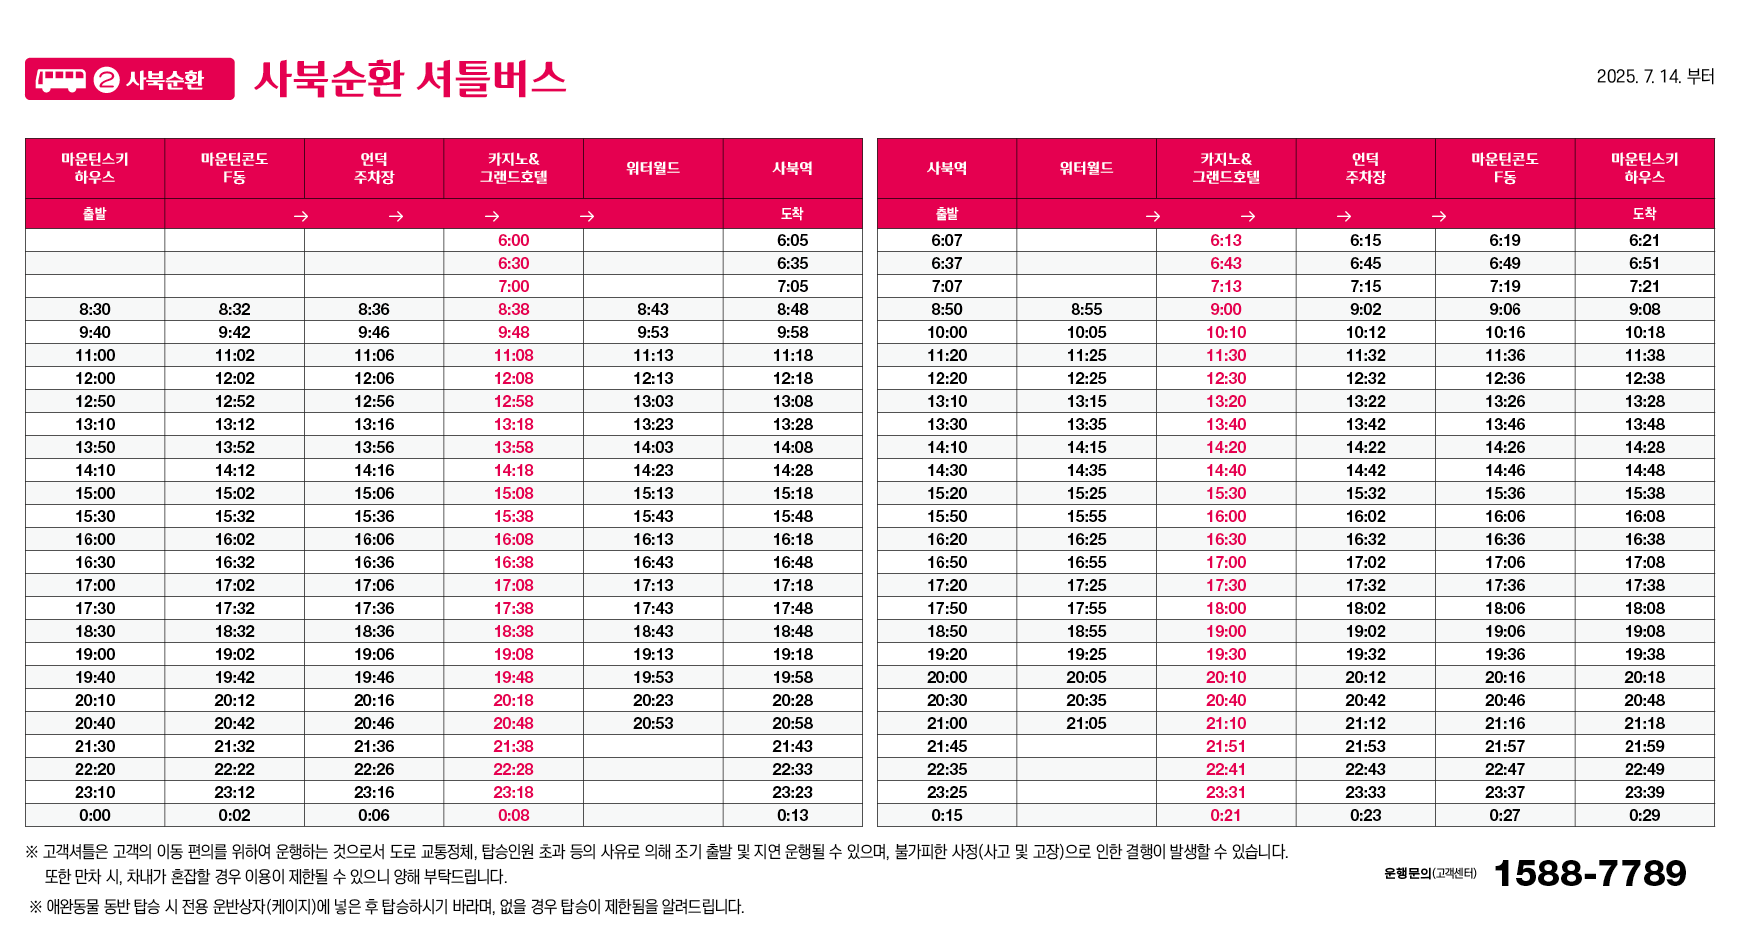 ② 사북순환 사북순환 셔틀버스
2025. 7. 14. 부터
마운틴스키 하우스 마운틴콘도 F동 언덕 주차장 카지노& 그랜드호텔 워터월드 사북역
출발 → → → → 도착
6:00 6:05
6:30 6:35
7:00 7:05
8:30 8:32 8:36 8:38 8:43 8:48
9:40 9:42 9:46 9:48 9:53 9:58
11:00 11:02 11:06 11:08 11:13 11:18
12:00 12:02 12:06 12:08 12:13 12:18
12:50 12:52 12:56 12:58 13:03 13:08
13:10 13:12 13:16 13:18 13:23 13:28
13:50 13:52 13:56 13:58 14:03 14:08
14:10 14:12 14:16 14:18 14:23 14:28
15:00 15:02 15:06 15:08 15:13 15:18
15:30 15:32 15:36 15:38 15:43 15:48
16:00 16:02 16:06 16:08 16:13 16:18
16:30 16:32 16:36 16:38 16:43 16:48
17:00 17:02 17:06 17:08 17:13 17:18
17:30 17:32 17:36 17:38 17:43 17:48
18:30 18:32 18:36 18:38 18:43 18:48
19:00 19:02 19:06 19:08 19:13 19:18
19:40 19:42 19:46 19:48 19:53 19:58
20:10 20:12 20:16 20:18 20:23 20:28
20:40 20:42 20:46 20:48 20:53 20:58
21:30 21:32 21:36 21:38 21:43
22:20 22:22 22:26 22:28 22:33
23:10 23:12 23:16 23:18 23:23
0:00 0:02 0:06 0:08 0:13
사북역 워터월드 카지노& 그랜드호텔 언덕 주차장 마운틴콘도 F동 마운틴스키 하우스
출발 → → → → 도착
6:07 6:13 6:15 6:19 6:21
6:37 6:43 6:45 6:49 6:51
7:07 7:13 7:15 7:19 7:21
8:50 8:55 9:00 9:02 9:06 9:08
10:00 10:05 10:10 10:12 10:16 10:18
11:20 11:25 11:30 11:32 11:36 11:38
12:20 12:25 12:30 12:32 12:36 12:38
13:10 13:15 13:20 13:22 13:26 13:28
13:30 13:35 13:40 13:42 13:46 13:48
14:10 14:15 14:20 14:22 14:26 14:28
14:30 14:35 14:40 14:42 14:46 14:48
15:20 15:25 15:30 15:32 15:36 15:38
15:50 15:55 16:00 16:02 16:06 16:08
16:20 16:25 16:30 16:32 16:36 16:38
16:50 16:55 17:00 17:02 17:06 17:08
17:20 17:25 17:30 17:32 17:36 17:38
17:50 17:55 18:00 18:02 18:06 18:08
18:50 18:55 19:00 19:02 19:06 19:08
19:20 19:25 19:30 19:32 19:36 19:38
20:00 20:05 20:10 20:12 20:16 20:18
20:30 20:35 20:40 20:42 20:46 20:48
21:00 21:05 21:10 21:12 21:16 21:18
21:45 21:51 21:53 21:57 21:59
22:35 22:41 22:43 22:47 22:49
23:25 23:31 23:33 23:37 23:39
0:15 0:21 0:23 0:27 0:29
※ 고객셔틀은 고객의 이동 편의를 위하여 운행하는 것으로서 도로 교통정체, 탑승인원 초과 등의 사유로 의해 조기 출발 및 지연 운행될 수 있으며, 불가피한 사정(사고 및 고장)으로 인한 결행이 발생할 수 있습니다.
또한 만차 시, 차내가 혼잡할 경우 이용이 제한될 수 있으니 양해 부탁드립니다.
※ 애완동물 동반 탑승 시 전용 운반상자(케이지)에 넣은 후 탑승하시기 바라며, 없을 경우 탑승이 제한됨을 알려드립니다.
운행문의(고객센터) 1588-7789